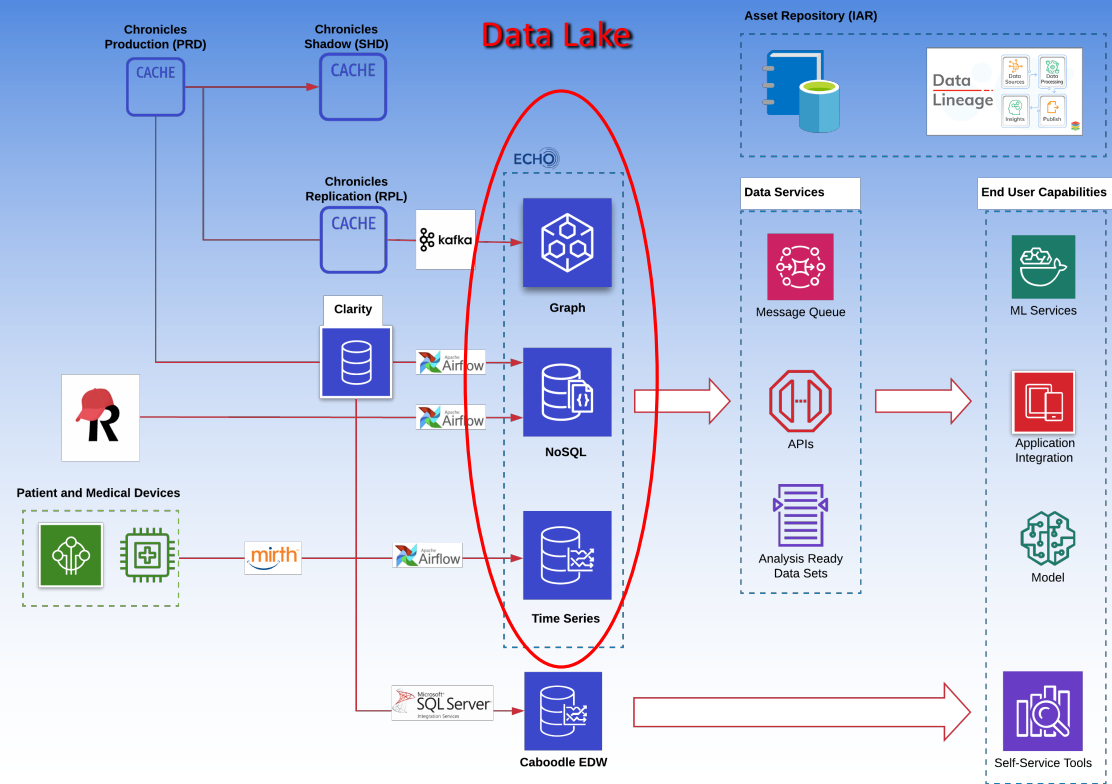 Data Lake
Chronicles
Production (PRD)
CACHE
Chronicles
Shadow (SHD)
CACHE
Asset Repository (IAR)
Data
Lineage
Data
Sources
Data
Processing
Insights
Publish
Chronicles
Replication (RPL)
CACHE
kafka
ECHO
Graph
Data Services
Message Queue
APIs
Analysis Ready
Data Sets
End User Capabilities
ML Services
Application
Integration
Model
Self-Service Tools
Clarity
Apache
Airflow
R
Apache
Airflow
NoSQL
Patient and Medical Devices
mirth
Apache
Airflow
Time Series
Microsoft
SQL Server
Integration Services
Caboodle EDW